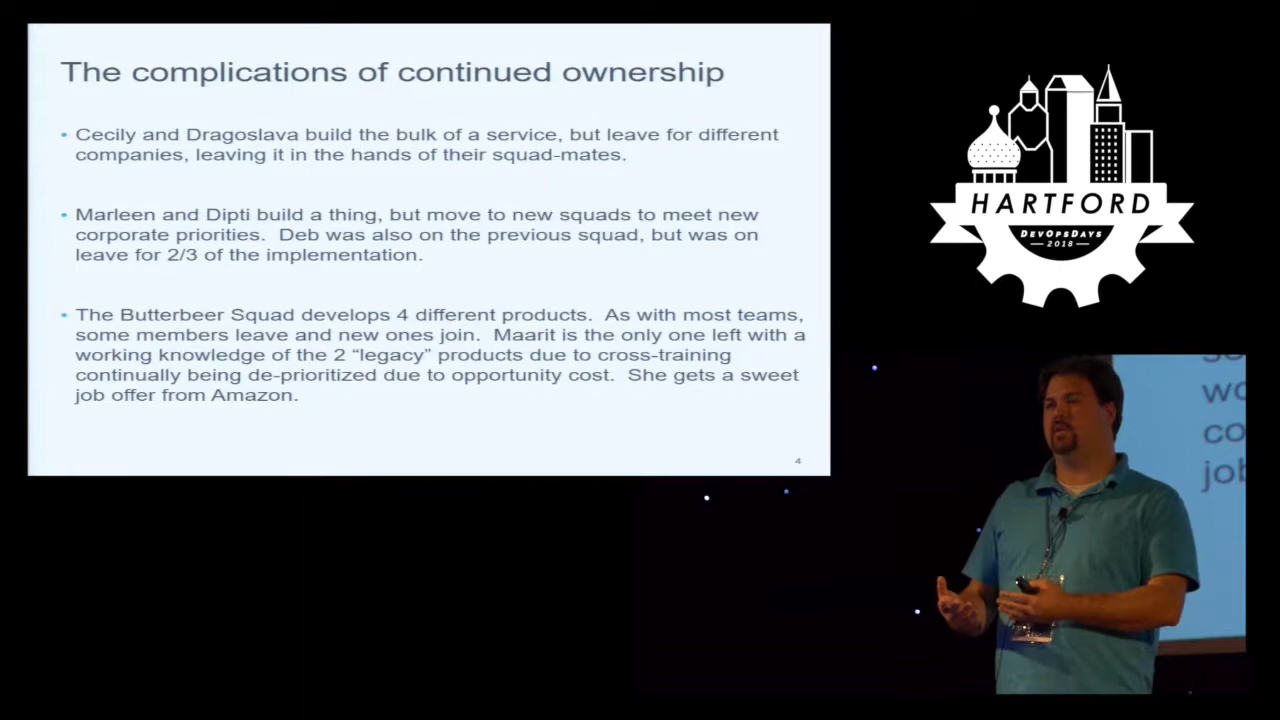 The complications of continued ownership
• Cecily and Dragoslava build the bulk of a service, but leave for different
companies, leaving it in the hands of their squad-mates.
• Marleen and Dipti build a thing, but move to new squads to meet new
corporate priorities.  Deb was also on the previous squad, but was on
leave for 2/3 of the implementation.
• The Butterbeer Squad develops 4 different products.  As with most teams,
some members leave and new ones join.  Maarit is the only one left with a
working knowledge of the 2 “legacy” products due to cross-training
continually being de-prioritized due to opportunity cost.  She gets a sweet
job offer from Amazon.
4
HARTFORD
DEVOPSDAYS
2018
wo
co
job